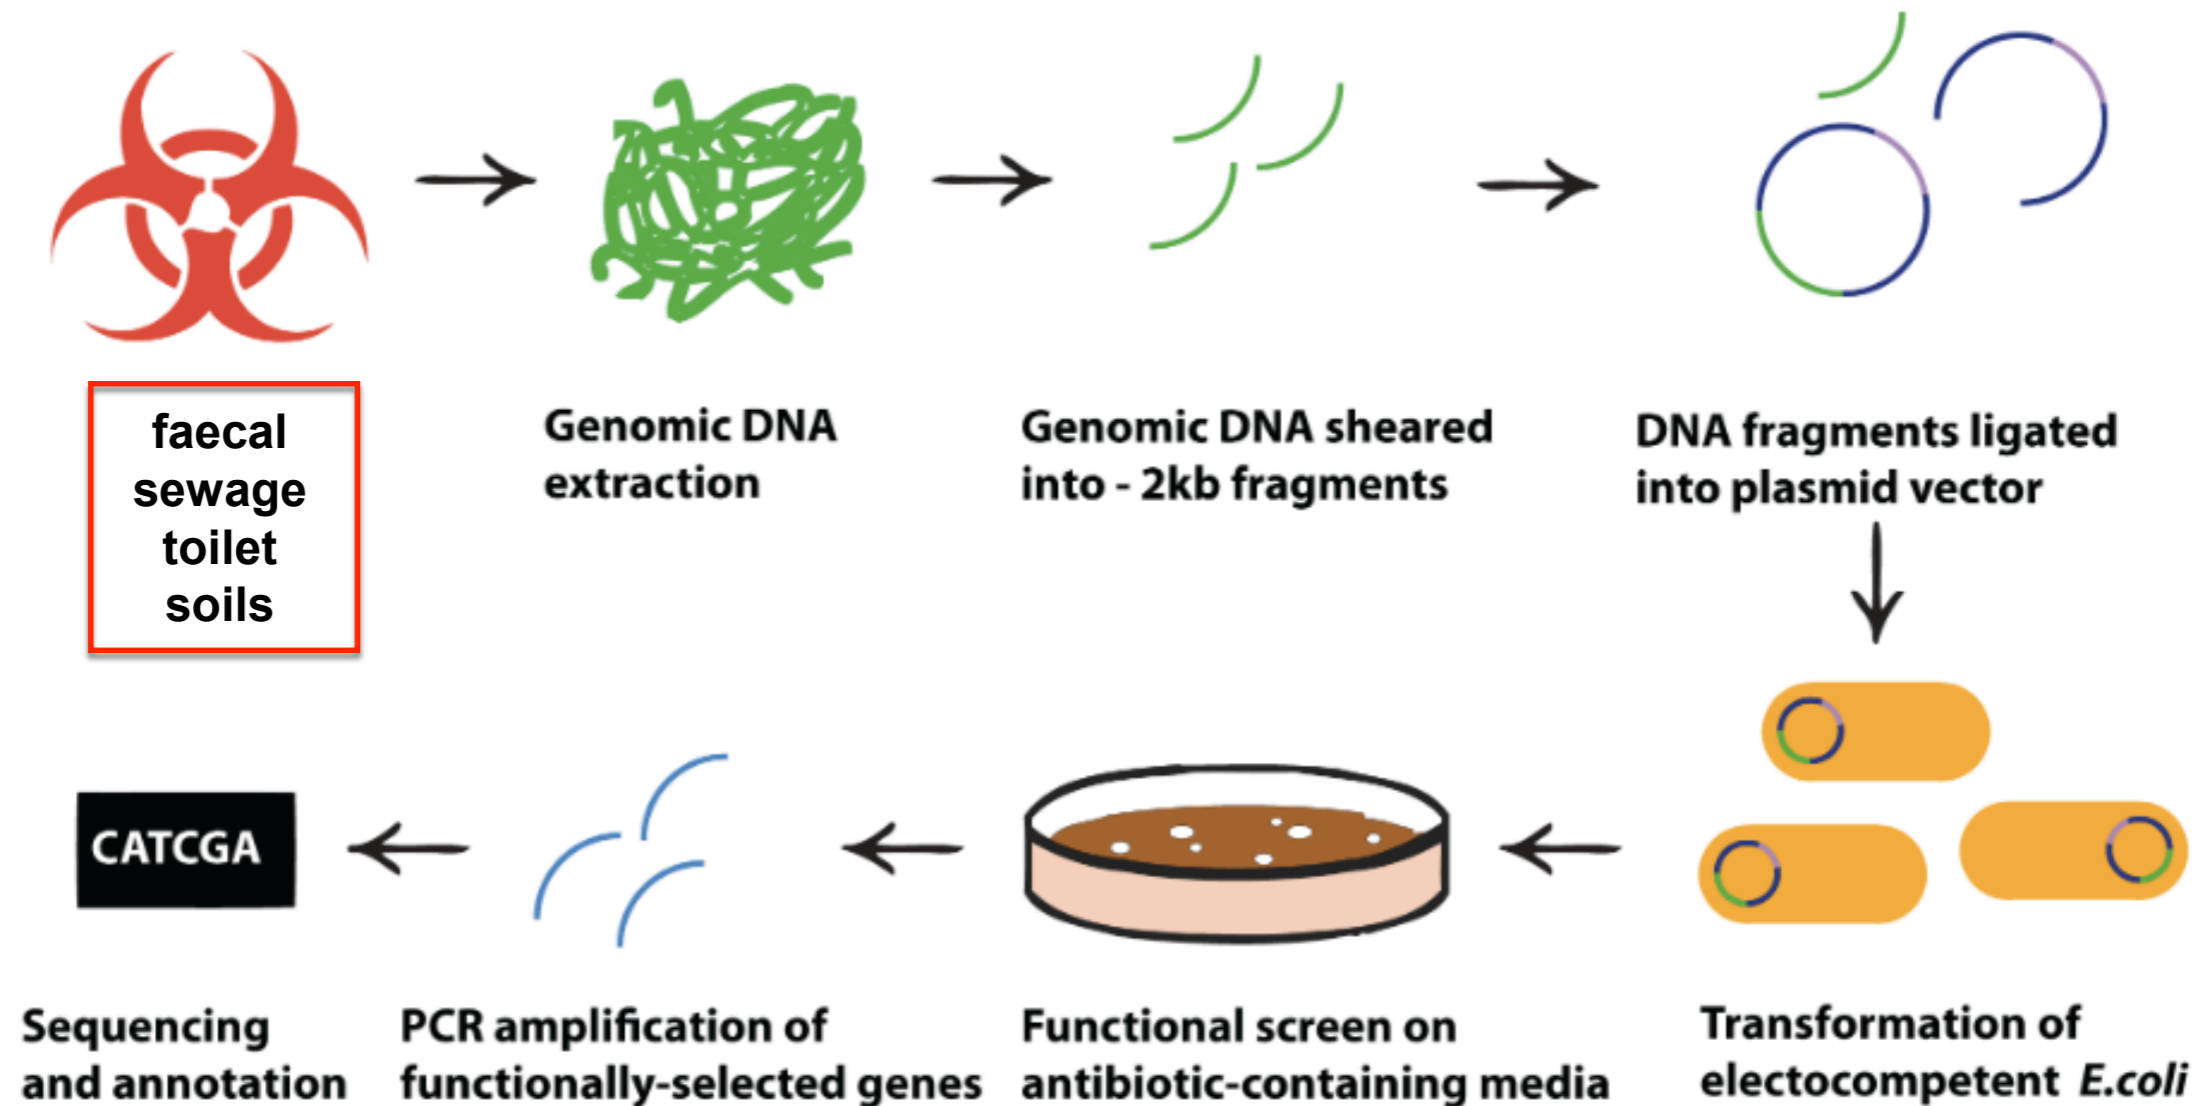 faecal
sewage
toilet
soils
Genomic DNA
extraction
Genomic DNA sheared
into - 2kb fragments
DNA fragments ligated
into plasmid vector
CATCGA
Sequencing
and annotation
PCR amplification of
functionally-selected genes
Functional screen on
antibiotic-containing media
Transformation of
electocompetent E.coli